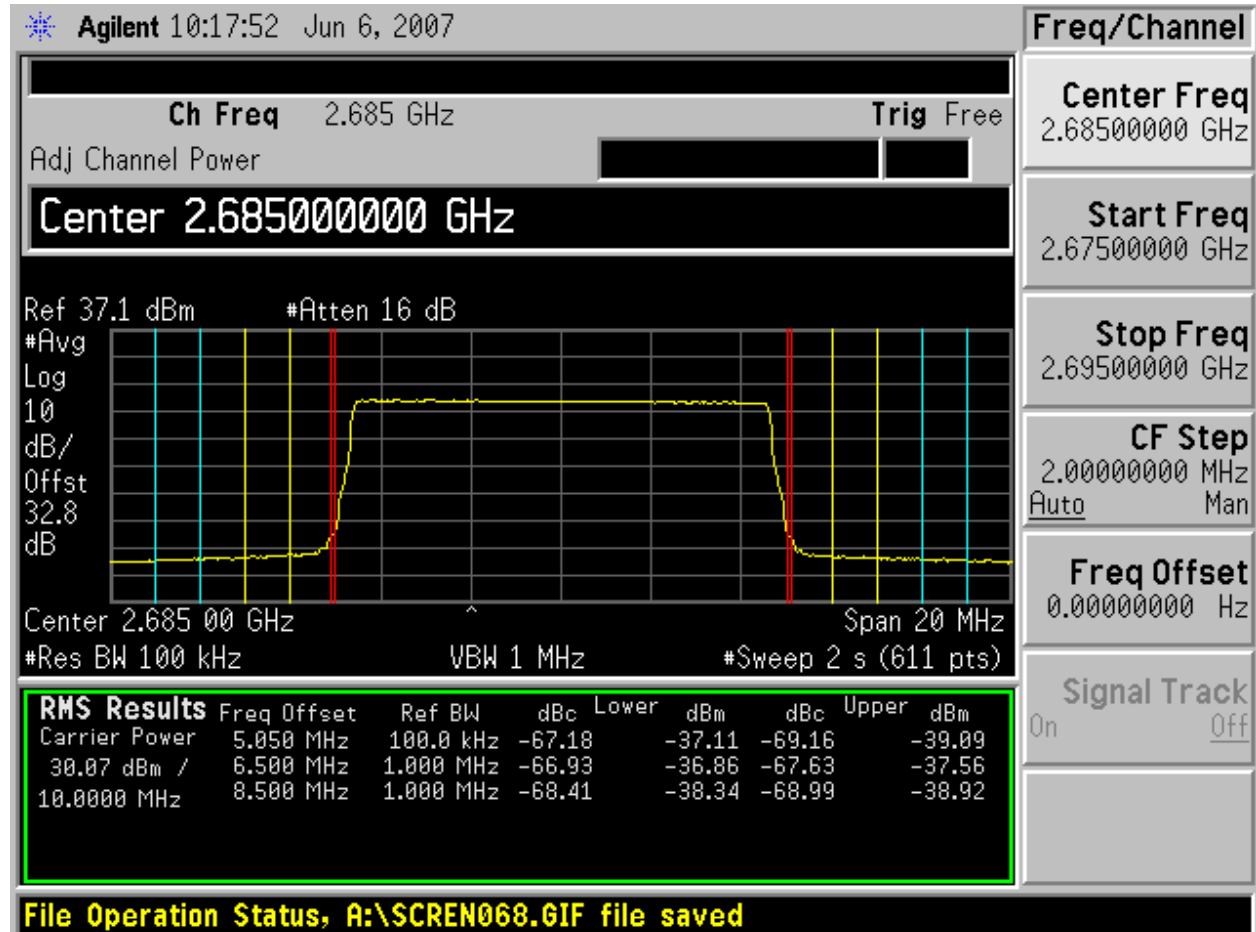 Agilent 10:17:52 Jun 6, 2007
Freq/Channel
Ch Freq 2.685 GHz Trig Free
Adj Channel Power
Center 2.685000000 GHz
Ref 37.1 dBm #Atten 16 dB
#Avg
Log
10
dB/
Offst
32.8
dB
Center 2.685 00 GHz ^ Span 20 MHz
#Res BW 100 kHz VBW 1 MHz #Sweep 2 s (611 pts)
RMS Results Freq Offset Ref BW dBc Lower dBm dBc Upper dBm
Carrier Power 5.050 MHz 100.0 kHz -67.18 -37.11 -69.16 -39.09
30.07 dBm / 6.500 MHz 1.000 MHz -66.93 -36.86 -67.63 -37.56
10.0000 MHz 8.500 MHz 1.000 MHz -68.41 -38.34 -68.99 -38.92
Center Freq
2.68500000 GHz
Start Freq
2.67500000 GHz
Stop Freq
2.69500000 GHz
CF Step
2.00000000 MHz
Auto Man
Freq Offset
0.00000000 Hz
Signal Track
On Off
File Operation Status, A:\SCREN068.GIF file saved